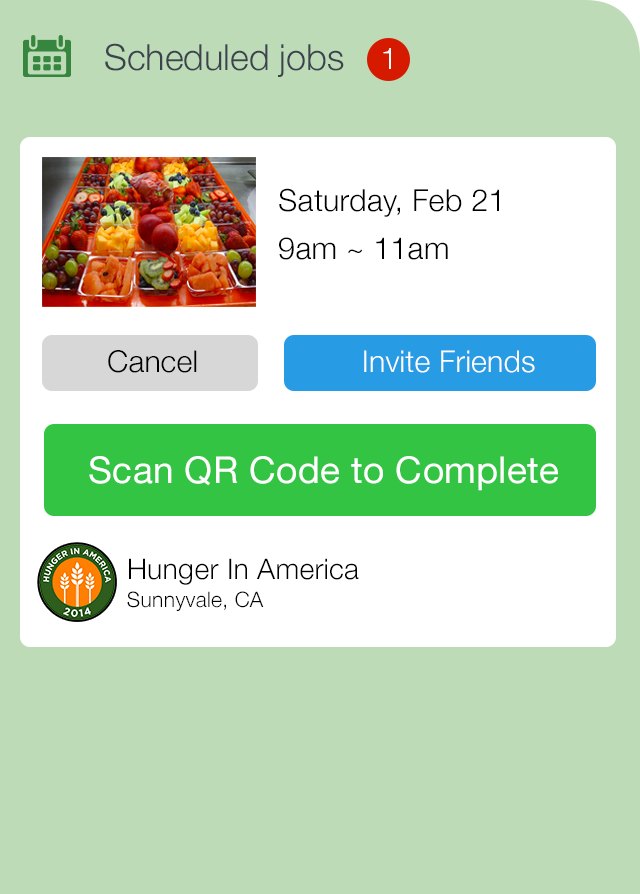 Scheduled jobs 1
Saturday, Feb 21
9am ~ 11am
Cancel
Invite Friends
Scan QR Code to Complete
HUNGER IN AMERICA
2014
Hunger In America
Sunnyvale, CA